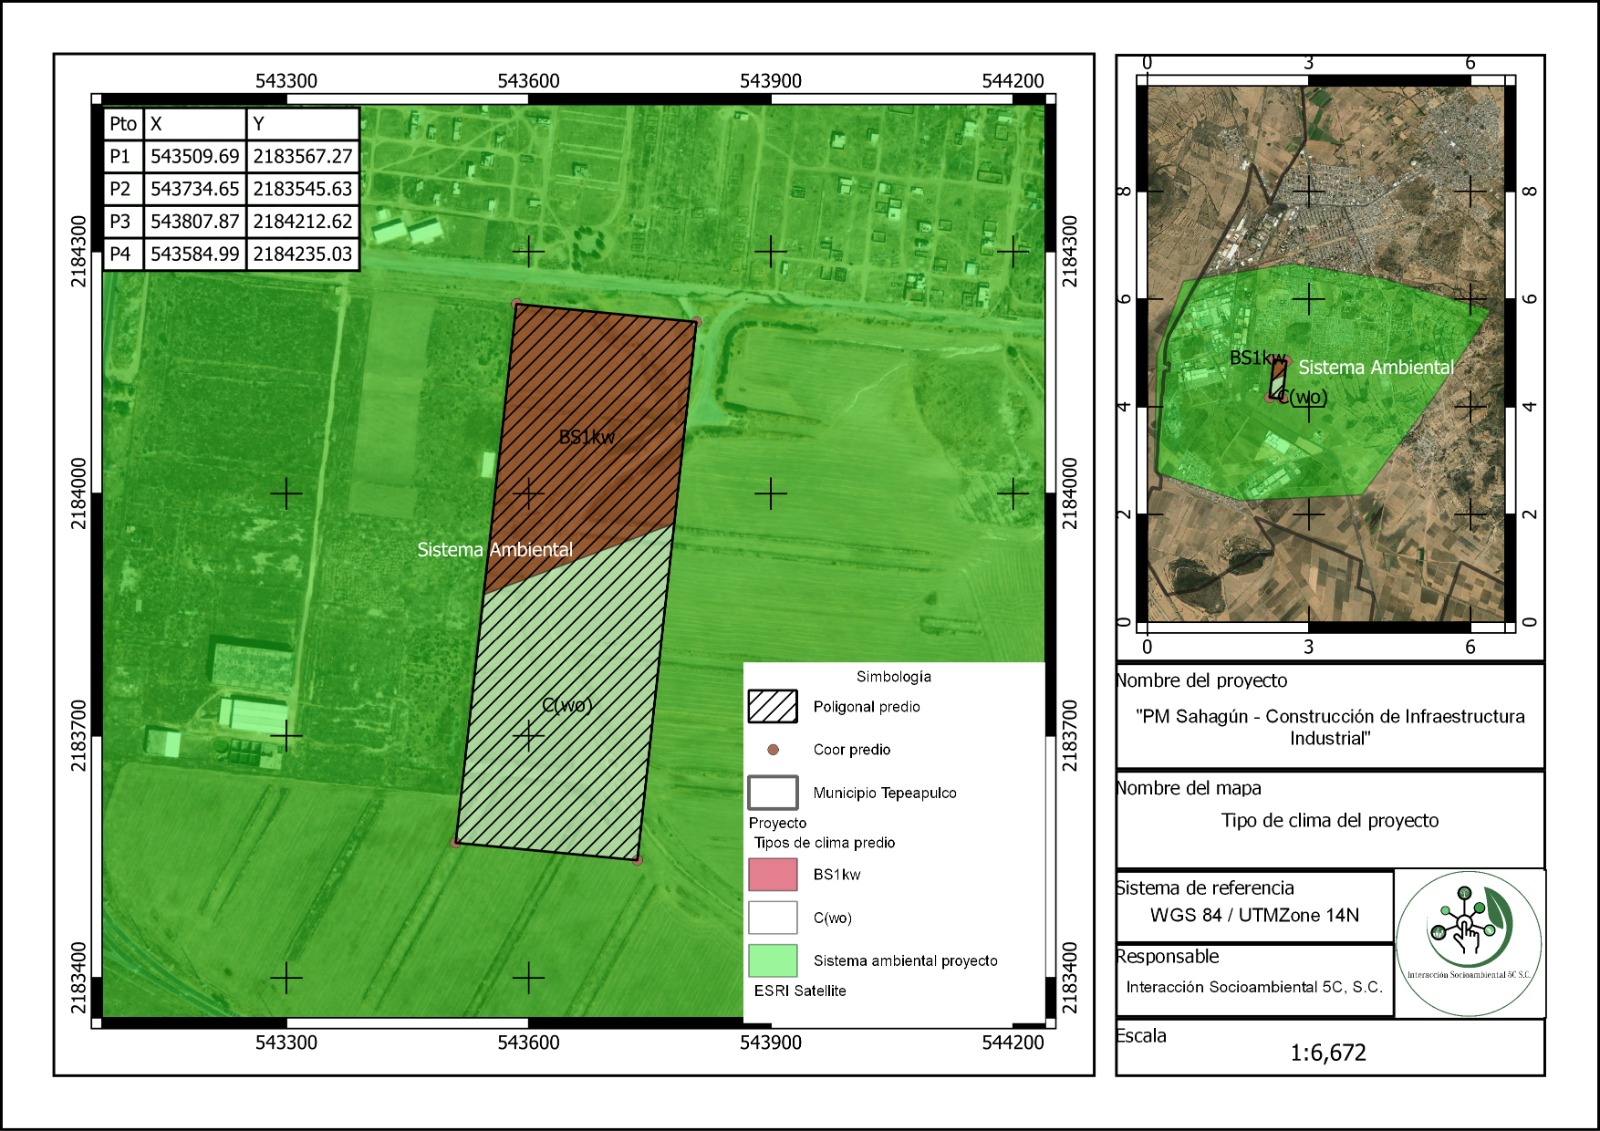 543300 543600 543900 544200
Pto X Y
P1 543509.69 2183567.27
P2 543734.65 2183545.63
P3 543807.87 2184212.62
P4 543584.99 2184235.03
2184300
2184000
2183700
2183400
2184300
2184000
2183700
2183400
BS1kw
Sistema Ambiental
C(wo)
543300 543600 543900 544200
Simbología
Poligonal predio
Coor predio
Municipio Tepeapulco
Proyecto
Tipos de clima predio
BS1kw
C(wo)
Sistema ambiental proyecto
ESRI Satellite
0 3 6
8 8
6 6
BS1kw
Sistema Ambiental
C(wo)
4 4
2 2
0 0
0 3 6
Nombre del proyecto
"PM Sahagún - Construcción de Infraestructura
Industrial"
Nombre del mapa
Tipo de clima del proyecto
Sistema de referencia
WGS 84 / UTMZone 14N
Responsable
Interacción Socioambiental 5C, S.C.
Interacción Socioambiental 5C S.C.
Escala
1:6,672